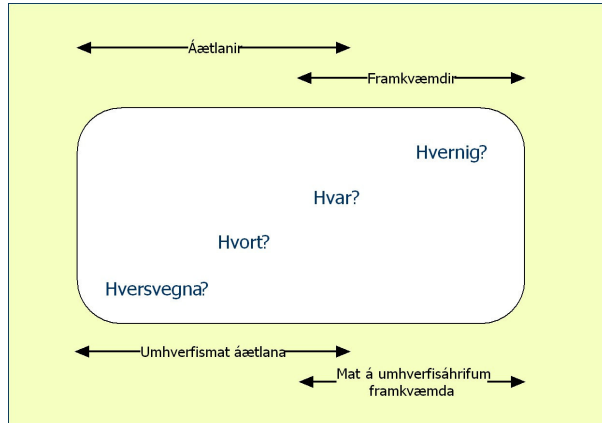 Áætlanir
Framkvæmdir
Hvernig?
Hvar?
Hvort?
Hversvegna?
Umhverfismat áætlana
Mat á umhverfisáhrifum
framkvæmda